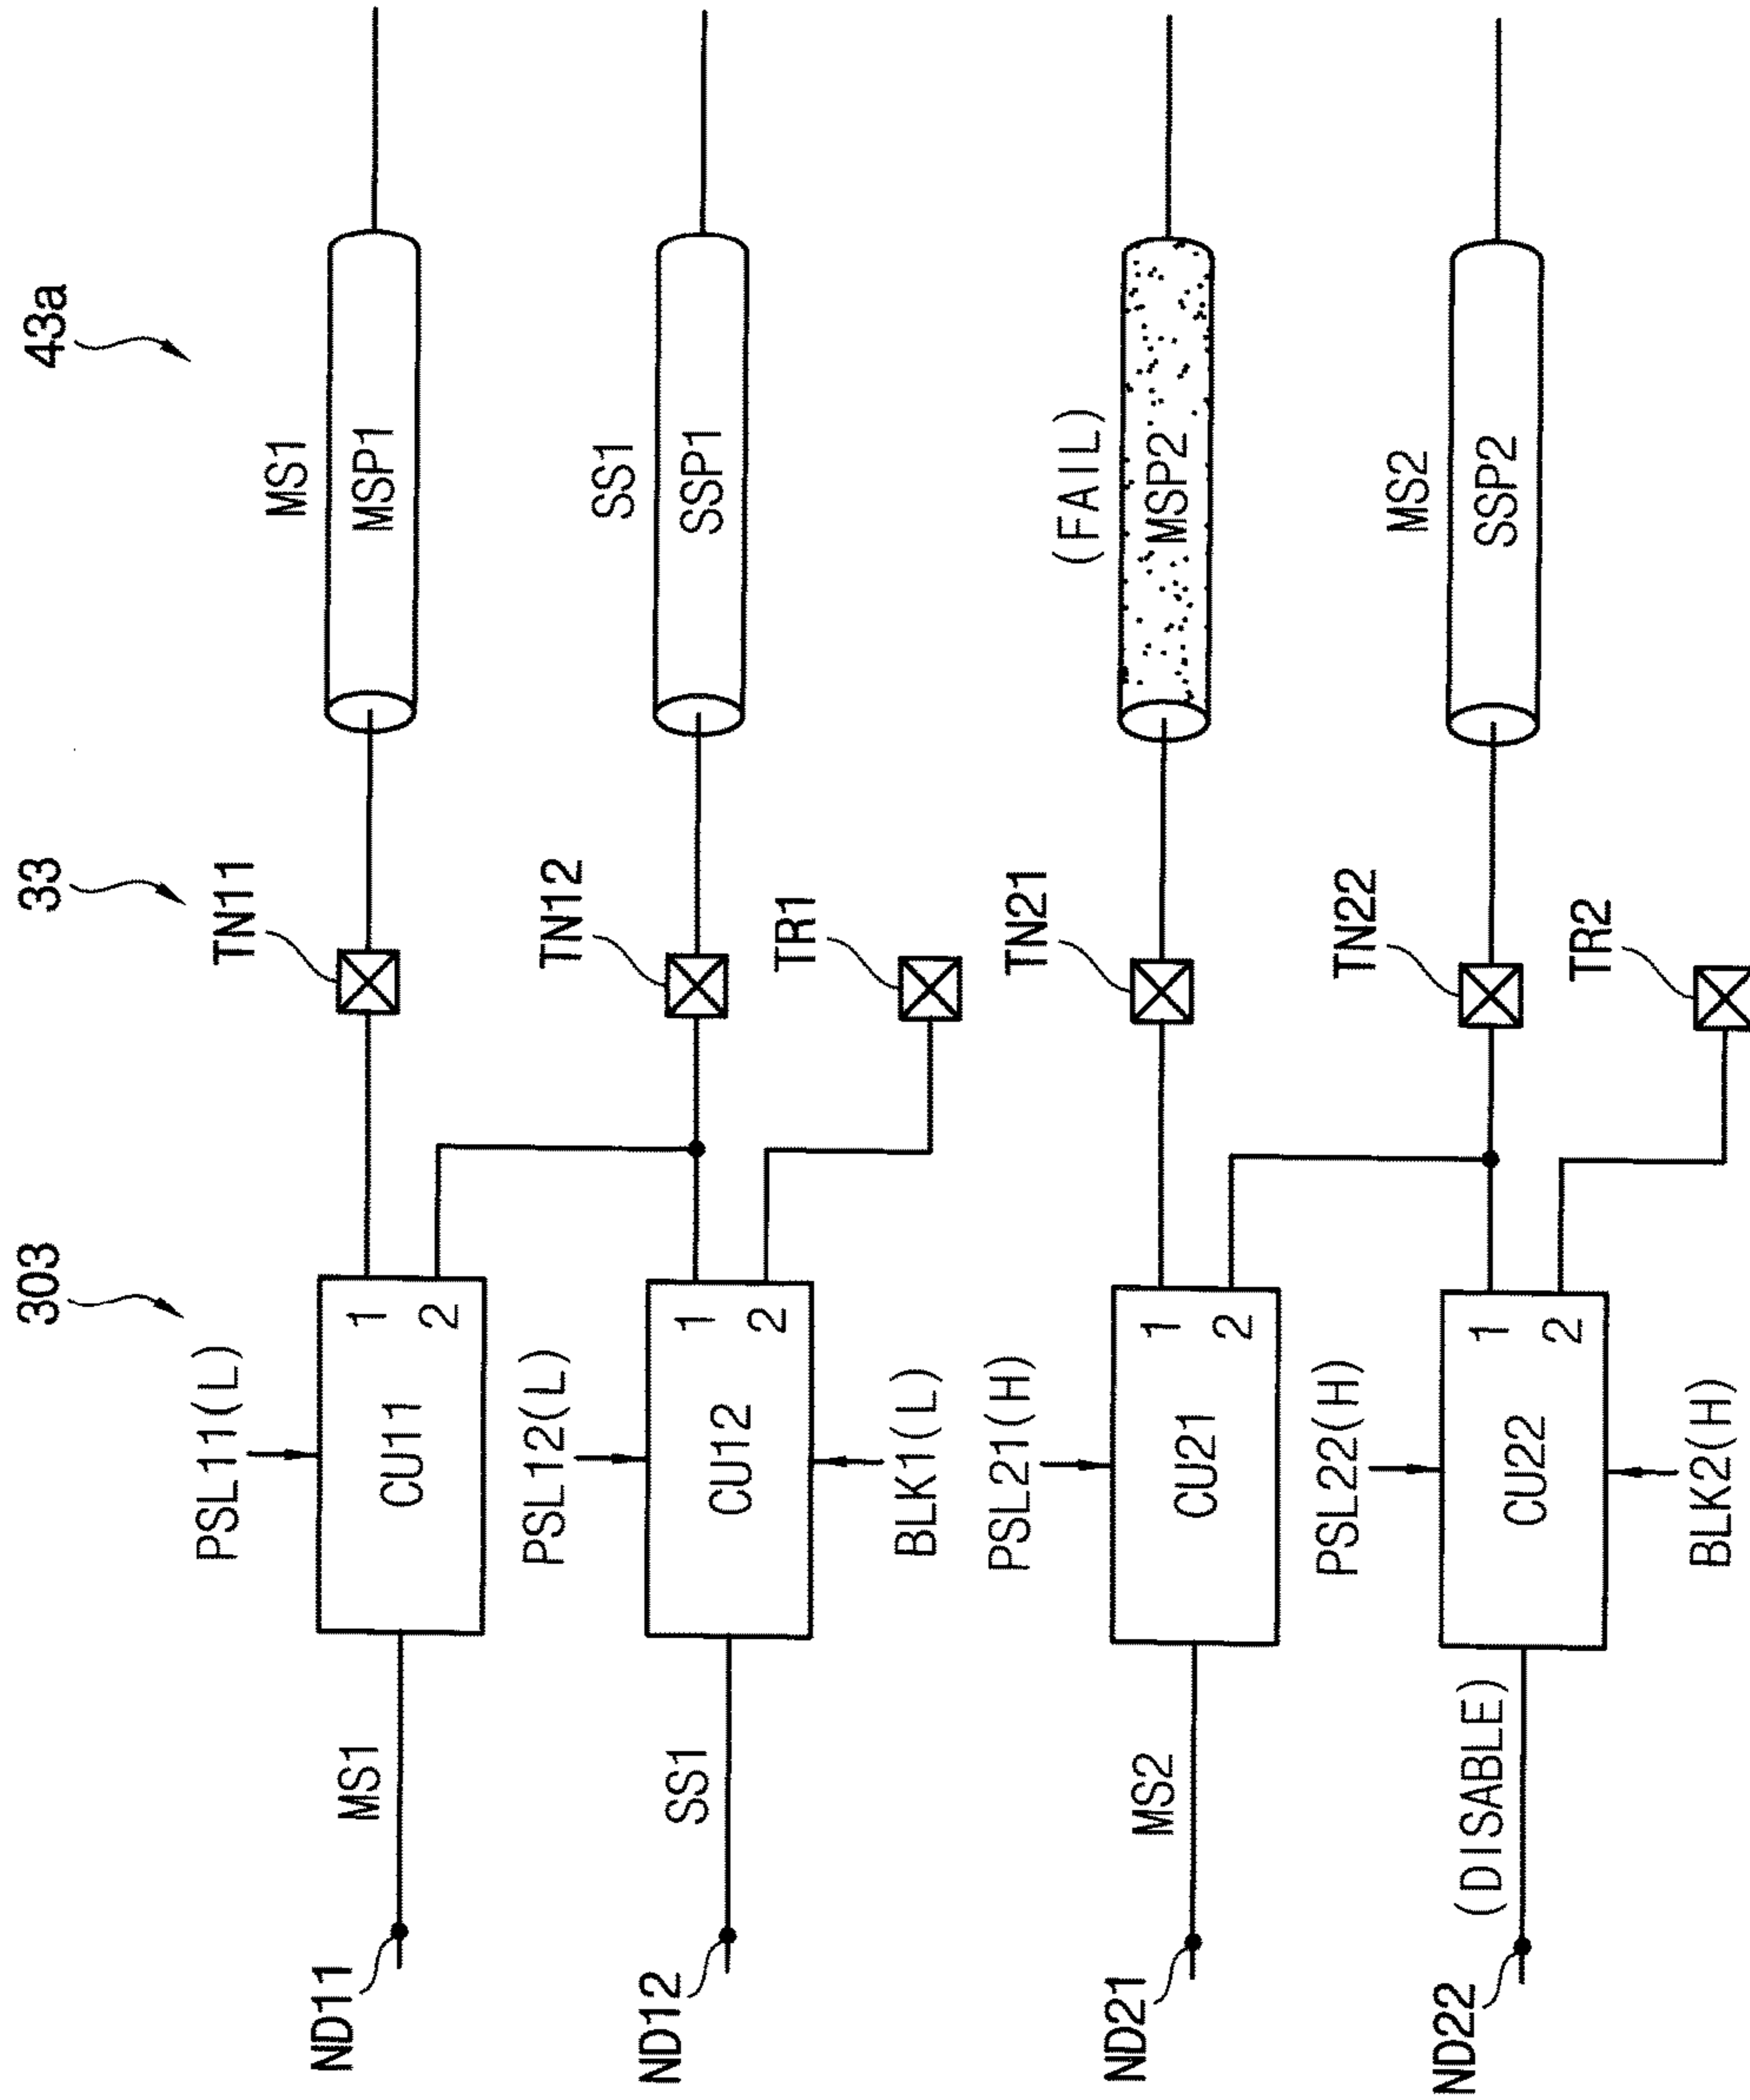 303
33
43a
PSL11(L)
TN11
MS1
ND11
MS1
CU11
1
2
MSP1
PSL12(L)
TN12
SS1
ND12
SS1
CU12
1
2
SSP1
BLK1(L)
TR1
PSL21(H)
TN21
(FAIL)
ND21
MS2
CU21
1
2
MSP2
PSL22(H)
TN22
MS2
ND22
(DISABLE)
CU22
1
2
SSP2
BLK2(H)
TR2